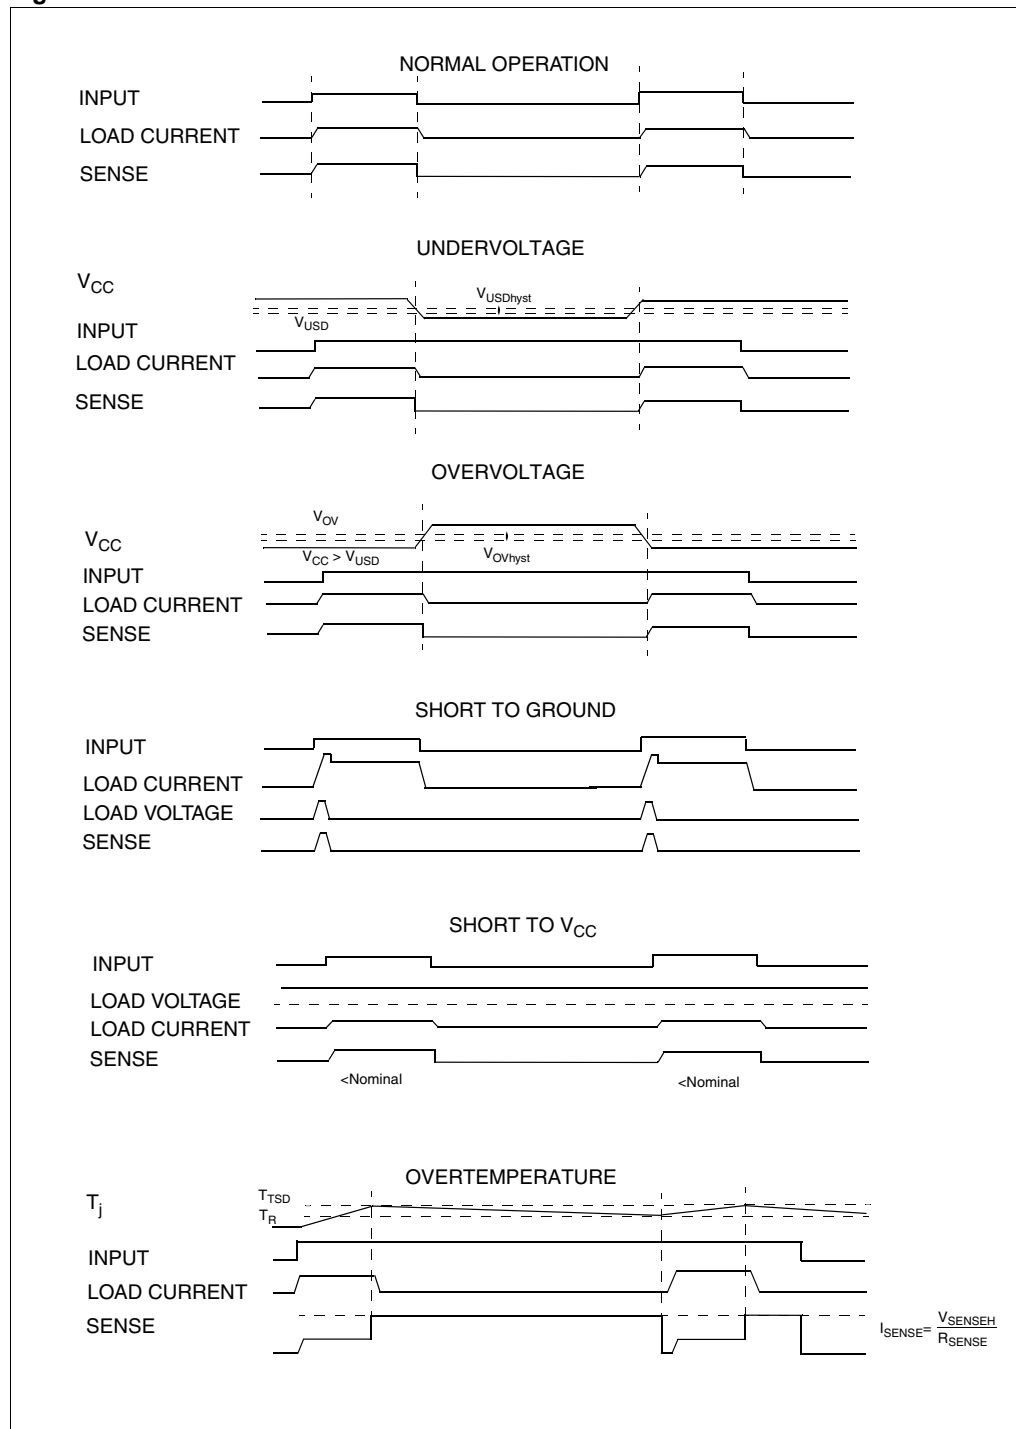 NORMAL OPERATION
INPUT
LOAD CURRENT
SENSE
UNDERVOLTAGE
VCC
VUSDhyst
VUSD
INPUT
LOAD CURRENT
SENSE
OVERVOLTAGE
VOV
VCC
VCC > VUSD
VOVhyst
INPUT
LOAD CURRENT
SENSE
SHORT TO GROUND
INPUT
LOAD CURRENT
LOAD VOLTAGE
SENSE
SHORT TO VCC
INPUT
LOAD VOLTAGE
LOAD CURRENT
SENSE
<Nominal
<Nominal
OVERTEMPERATURE
Tj
TTSD
TR
INPUT
LOAD CURRENT
SENSE
ISENSE= VSENSEH
RSENSE